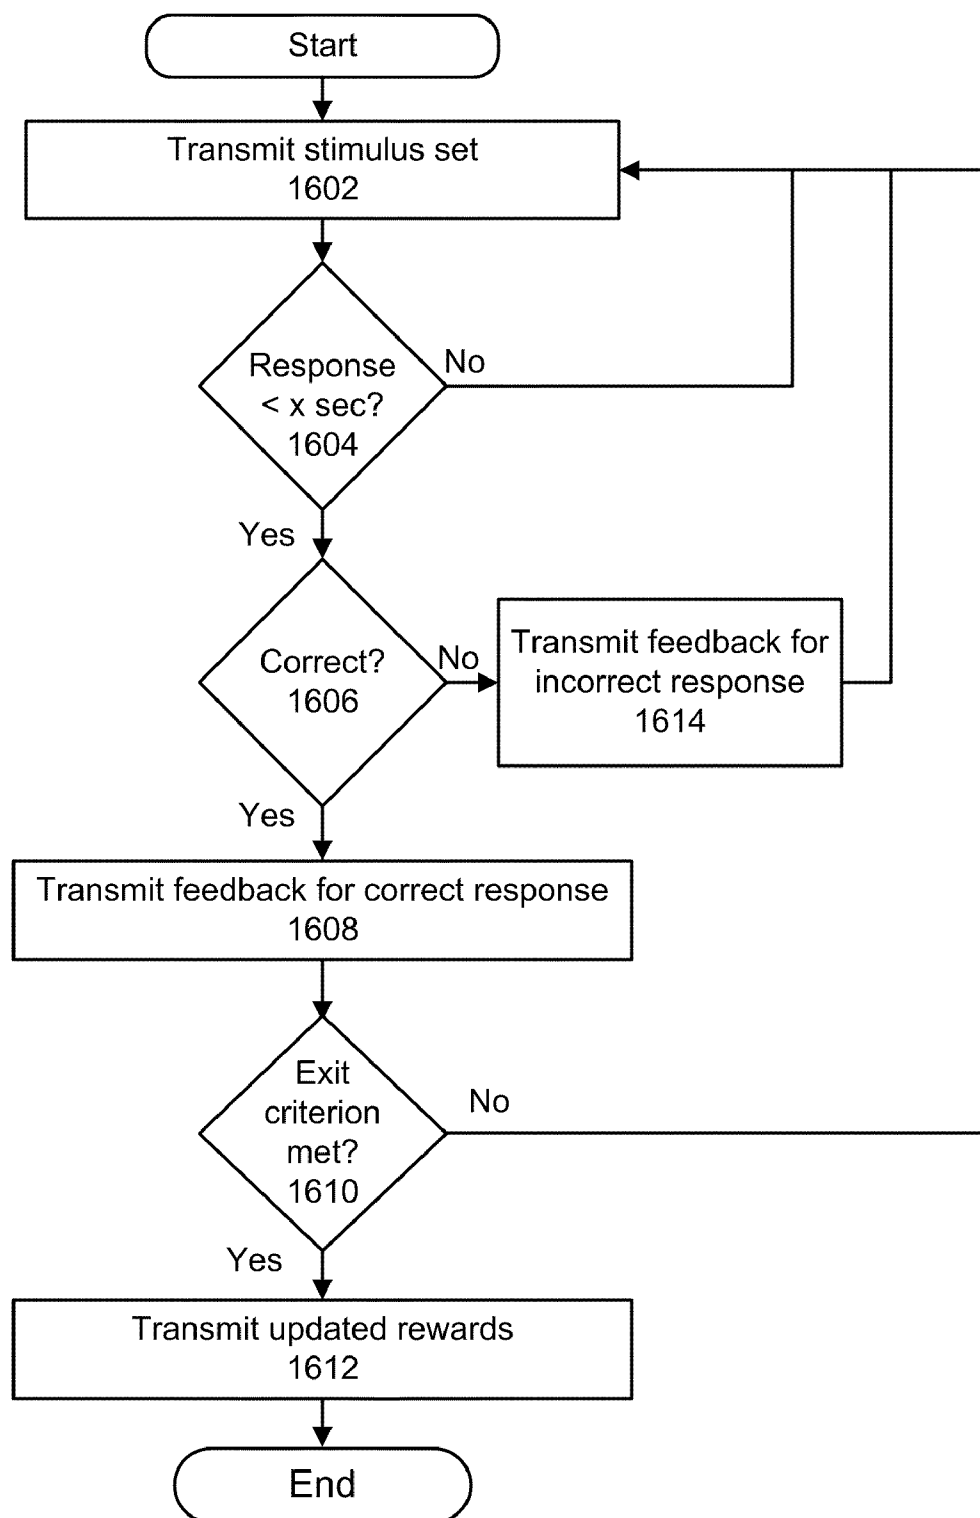 Start
Transmit stimulus set
1602
Response
< x sec?
1604
No
Yes
Correct?
1606
No
Transmit feedback for
incorrect response
1614
Yes
Transmit feedback for correct response
1608
Exit
criterion
met?
1610
No
Yes
Transmit updated rewards
1612
End